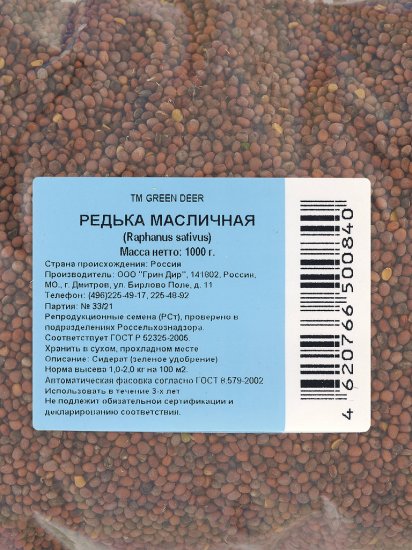 TM GREEN DEER
РЕДЬКА МАСЛИЧНАЯ
(Raphanus sativus)
Масса нетто: 1000 г.
Страна происхождения: Россия
Производитель: ООО "Грин Дир", 141802, Россия,
МО., г. Дмитров, ул. Бирлово Поле, д. 11
Телефон: (496)225-49-17, 225-48-92
Партия: № 33/21
Репродукционные семена (РСт), проверено в
подразделениях Россельхознадзора.
Соответствует ГОСТ Р 52325-2005.
Хранить в сухом, прохладном месте
Описание: Сидерат (зеленое удобрение)
Норма высева 1,0-2,0 кг на 100 м2.
Автоматическая фасовка согласно ГОСТ 8.579-2002
Использовать в течение 3-х лет
Не подлежит обязательной сертификации и
декларированию соответствия.
4 620766 500840